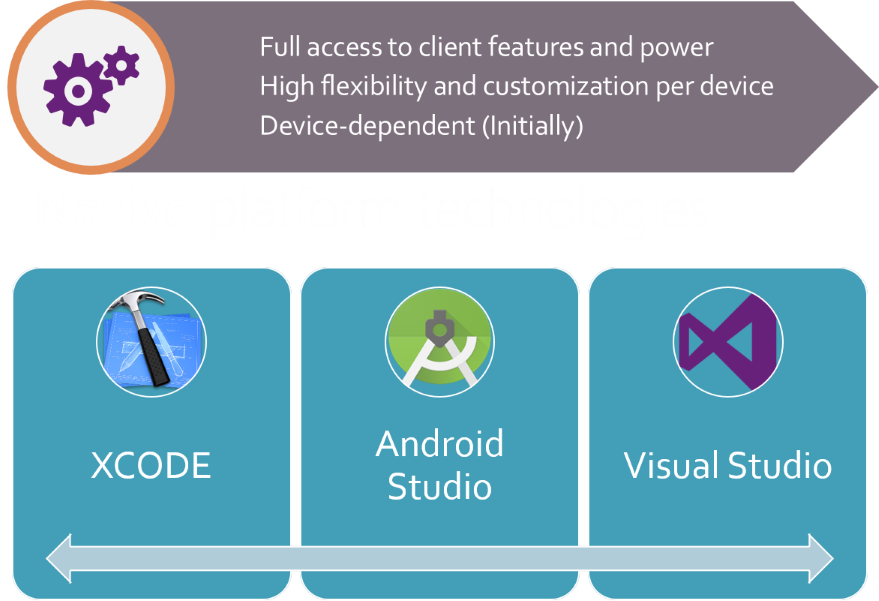 Full access to client features and power
High flexibility and customization per device
Device-dependent (Initially)
XCODE
Android
Studio
Visual Studio